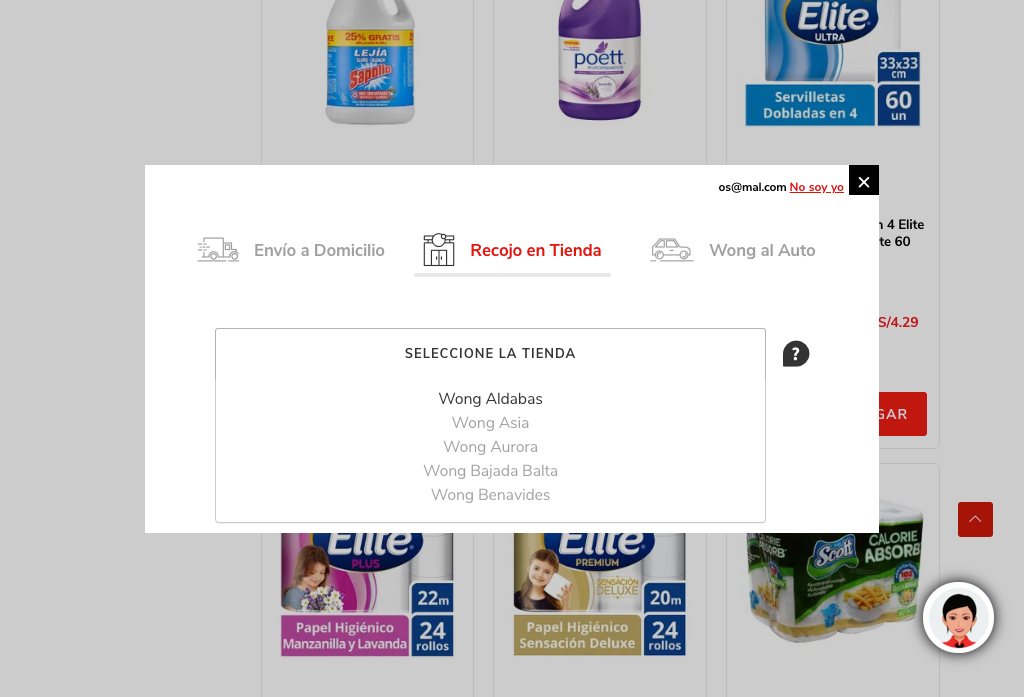 25% GRATIS
LEJÍA
Sapolio
poett
Elite
ULTRA
33x33
cm
Servilletas
Dobladas en 4
60
un
os@mal.com No soy yo
×
n 4 Elite
te 60
Envío a Domicilio
Recojo en Tienda
Wong al Auto
S/4.29
SELECCIONE LA TIENDA
?
Wong Aldabas
Wong Asia
Wong Aurora
Wong Bajada Balta
Wong Benavides
GAR
Elite
PLUS
22m
Papel Higiénico
Manzanilla y Lavanda
24
rollos
Elite
PREMIUM
SENSACIÓN
DELUXE
20m
Papel Higiénico
Sensación Deluxe
24
rollos
CALORIE
ABSORB
Scott
CALORIE
ABSORB